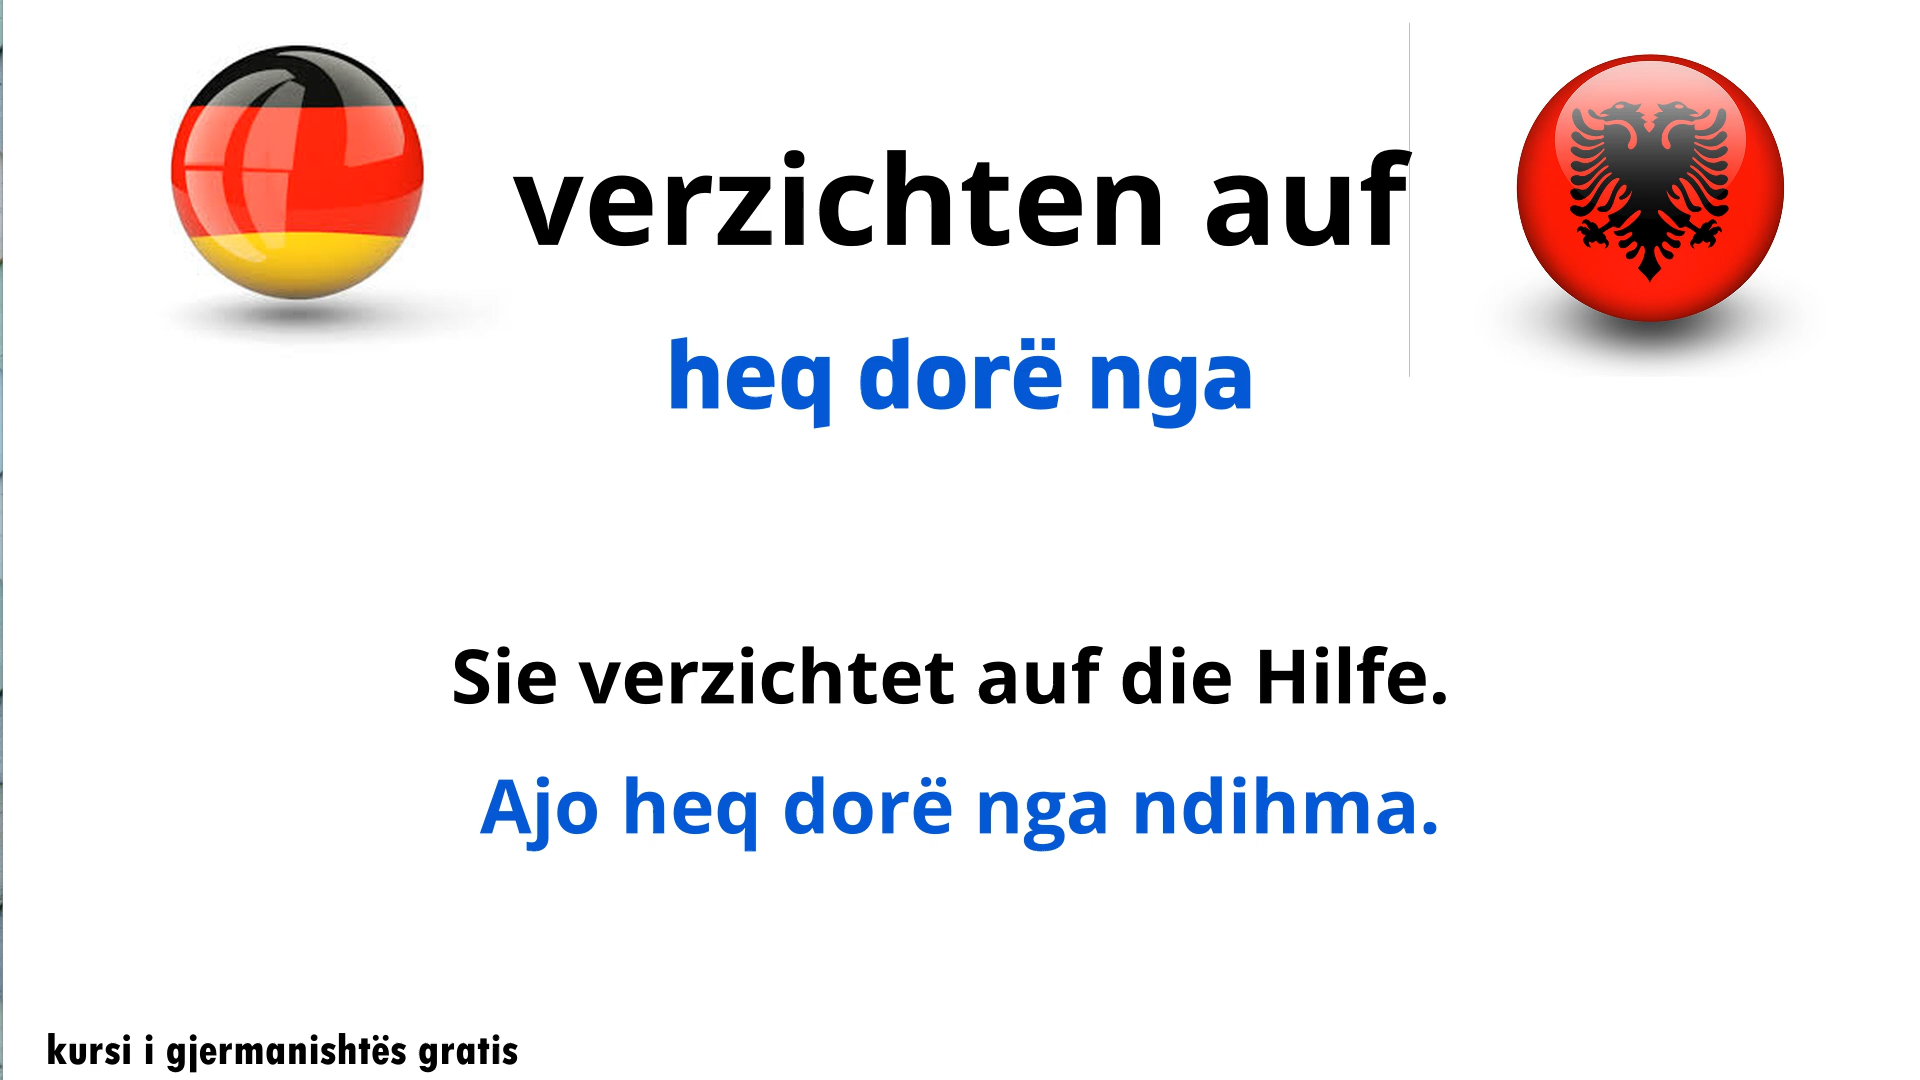 verzichten auf
heq dorë nga
Sie verzichtet auf die Hilfe.
Ajo heq dorë nga ndihma.
kursi i gjermanishtës gratis